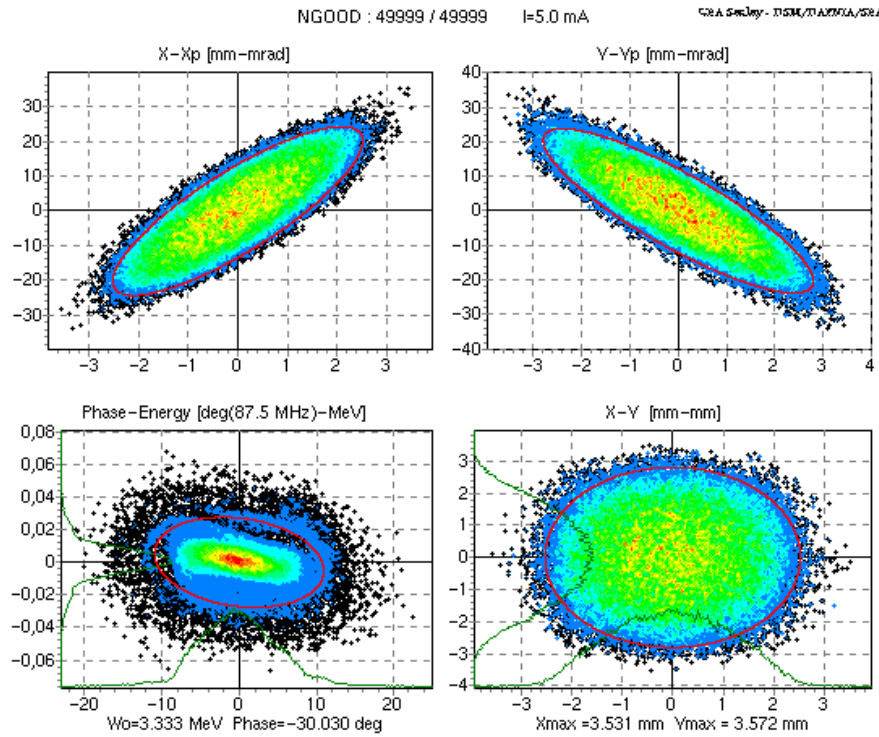 NGOOD : 49999 / 49999 I=5.0 mA
X-Xp [mm-mrad]
30
20
10
0
-10
-20
-30
-3 -2 -1 0 1 2 3
Y-Yp [mm-mrad]
40
30
20
10
0
-10
-20
-30
-40
-3 -2 -1 0 1 2 3 4
Phase-Energy [deg(87.5 MHz)-MeV]
0,08
0,06
0,04
0,02
0
-0,02
-0,04
-0,06
-20 -10 0 10 20
Wo=3.333 MeV Phase=-30.030 deg
X-Y [mm-mm]
3
2
1
0
-1
-2
-3
-4
-3 -2 -1 0 1 2 3
Xmax =3.531 mm Ymax = 3.572 mm